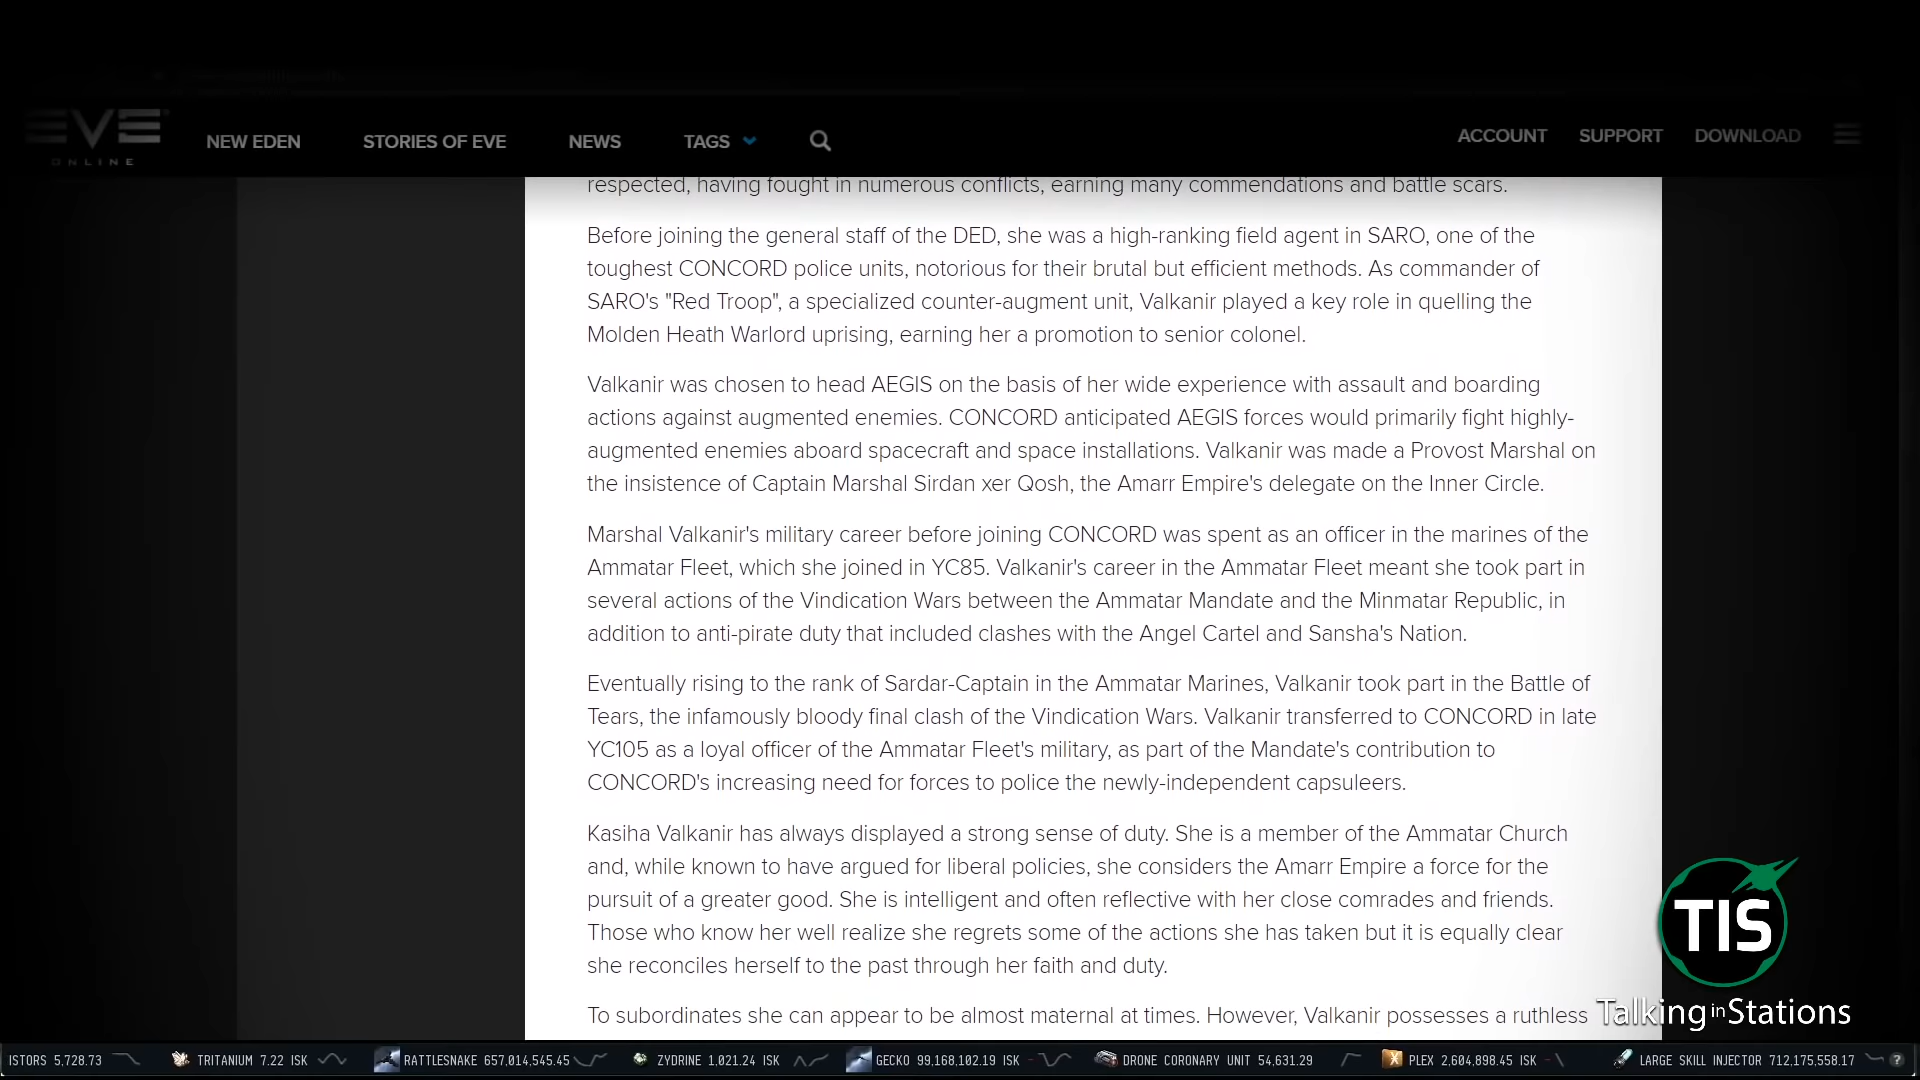 EVE
ONLINE
NEW EDEN
STORIES OF EVE
NEWS
TAGS
ACCOUNT
SUPPORT
DOWNLOAD
respected, having fought in numerous conflicts, earning many commendations and battle scars.
Before joining the general staff of the DED, she was a high-ranking field agent in SARO, one of the
toughest CONCORD police units, notorious for their brutal but efficient methods. As commander of
SARO's "Red Troop", a specialized counter-augment unit, Valkanir played a key role in quelling the
Molden Heath Warlord uprising, earning her a promotion to senior colonel.
Valkanir was chosen to head AEGIS on the basis of her wide experience with assault and boarding
actions against augmented enemies. CONCORD anticipated AEGIS forces would primarily fight highly-
augmented enemies aboard spacecraft and space installations. Valkanir was made a Provost Marshal on
the insistence of Captain Marshal Sirdan xer Qosh, the Amarr Empire's delegate on the Inner Circle.
Marshal Valkanir's military career before joining CONCORD was spent as an officer in the marines of the
Ammatar Fleet, which she joined in YC85. Valkanir's career in the Ammatar Fleet meant she took part in
several actions of the Vindication Wars between the Ammatar Mandate and the Minmatar Republic, in
addition to anti-pirate duty that included clashes with the Angel Cartel and Sansha's Nation.
Eventually rising to the rank of Sardar-Captain in the Ammatar Marines, Valkanir took part in the Battle of
Tears, the infamously bloody final clash of the Vindication Wars. Valkanir transferred to CONCORD in late
YC105 as a loyal officer of the Ammatar Fleet's military, as part of the Mandate's contribution to
CONCORD's increasing need for forces to police the newly-independent capsuleers.
Kasiha Valkanir has always displayed a strong sense of duty. She is a member of the Ammatar Church
and, while known to have argued for liberal policies, she considers the Amarr Empire a force for the
pursuit of a greater good. She is intelligent and often reflective with her close comrades and friends.
Those who know her well realize she regrets some of the actions she has taken but it is equally clear
she reconciles herself to the past through her faith and duty.
To subordinates she can appear to be almost maternal at times. However, Valkanir possesses a ruthless
TIS
Talking in Stations
ISTORS 5,728.73
TRITANIUM 7.22 ISK
RATTLESNAKE 657,014,545.45
ZYDRINE 1,021.24 ISK
GECKO 99,168,102.19 ISK
DRONE CORONARY UNIT 54,631.29
PLEX 2,604,898.45 ISK
LARGE SKILL INJECTOR 712,175,558.17
?